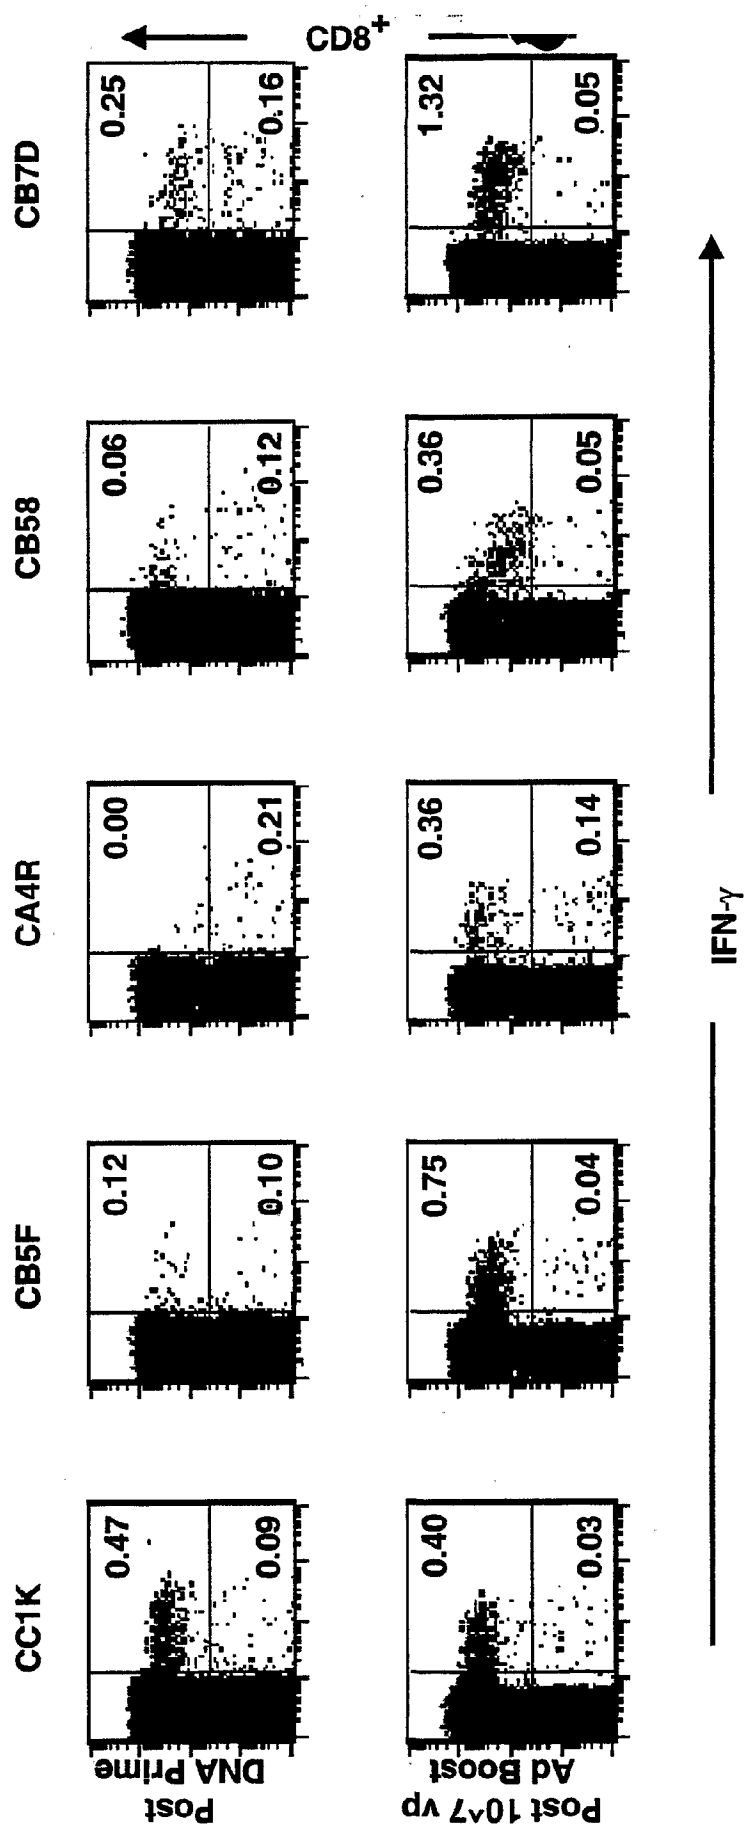 CC1K
CB5F
CA4R
CB58
CB7D
Post
DNA Prime
0.47
0.09
0.12
0.10
0.00
0.21
0.06
0.12
0.25
0.16
CD8+
Post 10^7 vp
Ad Boost
0.40
0.03
0.75
0.04
0.36
0.14
0.36
0.05
1.32
0.05
IFN-γ